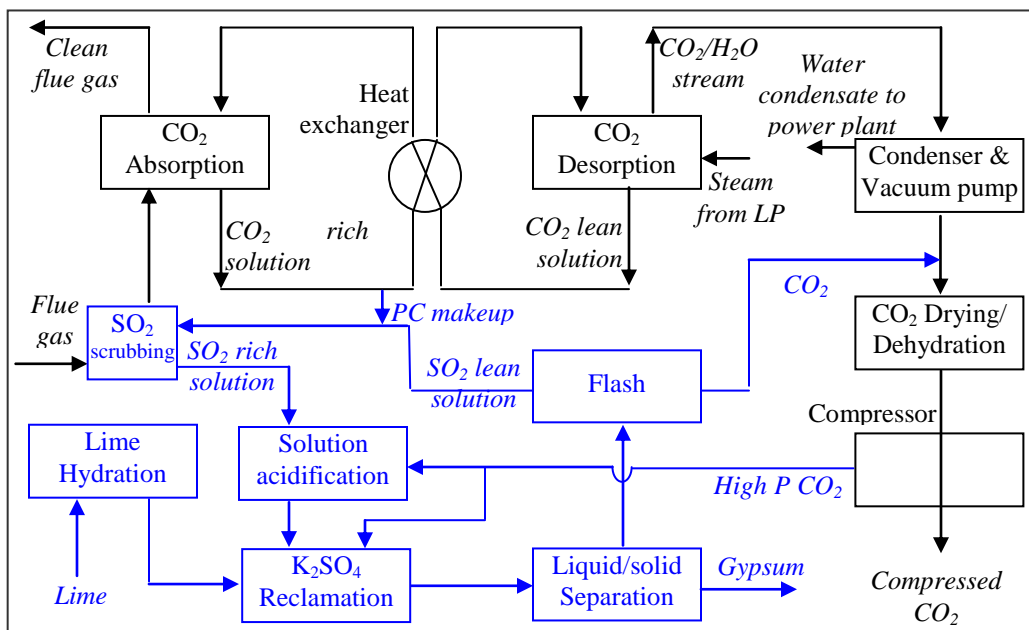 Clean
flue gas
CO2
Absorption
Heat
exchanger
CO2
Desorption
CO2/H2O
stream
Water
condensate to
power plant
Condenser &
Vacuum pump
Steam
from LP
CO2 rich
solution
CO2 lean
solution
CO2
Flue
gas
SO2
scrubbing
PC makeup
SO2 rich
solution
SO2 lean
solution
Flash
CO2 Drying/
Dehydration
Compressor
Lime
Hydration
Solution
acidification
High P CO2
Lime
K2SO4
Reclamation
Liquid/solid
Separation
Gypsum
Compressed
CO2